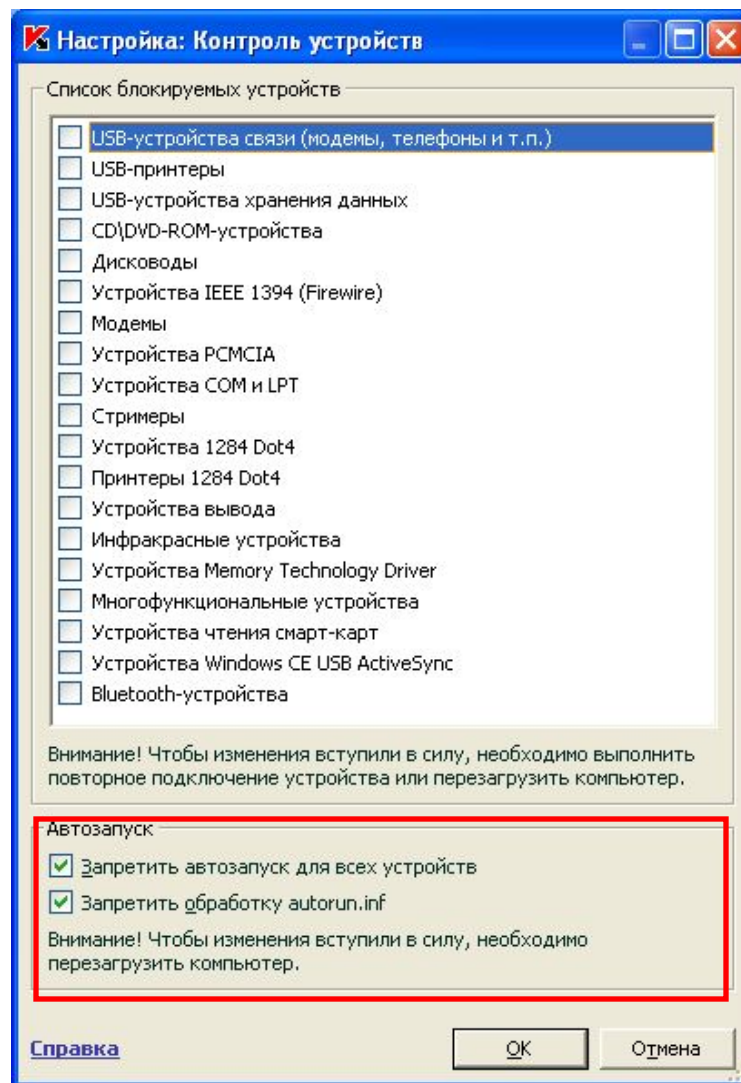 Настройка: Контроль устройств
Список блокируемых устройств
USB-устройства связи (модемы, телефоны и т.п.)
USB-принтеры
USB-устройства хранения данных
CD\DVD-ROM-устройства
Дисководы
Устройства IEEE 1394 (Firewire)
Модемы
Устройства PCMCIA
Устройства COM и LPT
Стримеры
Устройства 1284 Dot4
Принтеры 1284 Dot4
Устройства вывода
Инфракрасные устройства
Устройства Memory Technology Driver
Многофункциональные устройства
Устройства чтения смарт-карт
Устройства Windows CE USB ActiveSync
Bluetooth-устройства
Внимание! Чтобы изменения вступили в силу, необходимо выполнить
повторное подключение устройства или перезагрузить компьютер.
Автозапуск
Запретить автозапуск для всех устройств
Запретить обработку autorun.inf
Внимание! Чтобы изменения вступили в силу, необходимо
перезагрузить компьютер.
Справка
OK
Отмена